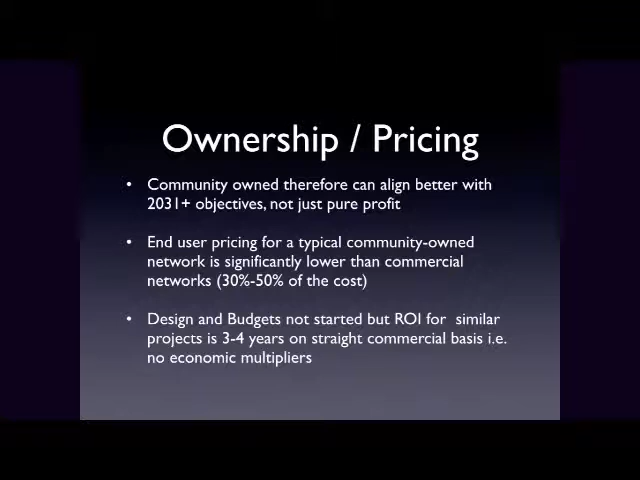 Ownership / Pricing
• Community owned therefore can align better with
2031+ objectives, not just pure profit
• End user pricing for a typical community-owned
network is significantly lower than commercial
networks (30%-50% of the cost)
• Design and Budgets not started but ROI for  similar
projects is 3-4 years on straight commercial basis i.e.
no economic multipliers